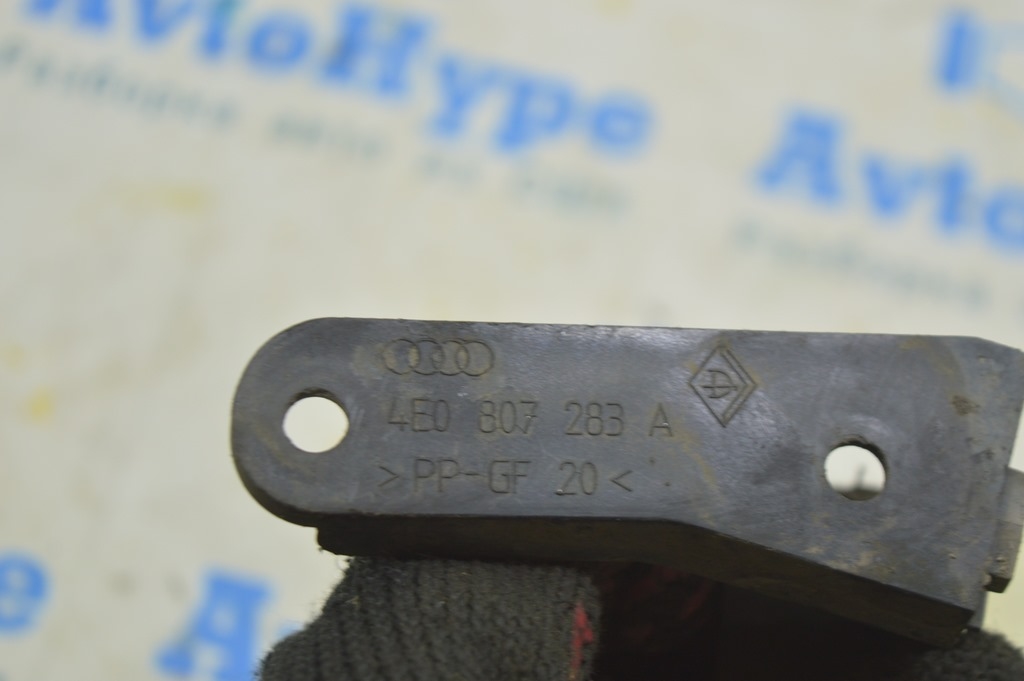 AvtoHype
Avto
4E0 807 283 A
>PP-GF 20<
e
A